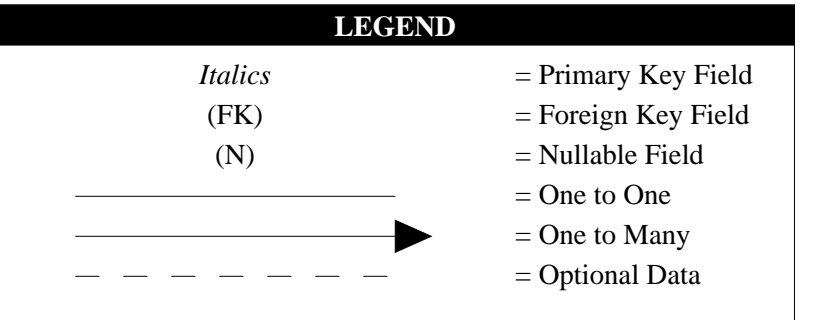 LEGEND
Italics = Primary Key Field
(FK) = Foreign Key Field
(N) = Nullable Field
= One to One
= One to Many
= Optional Data